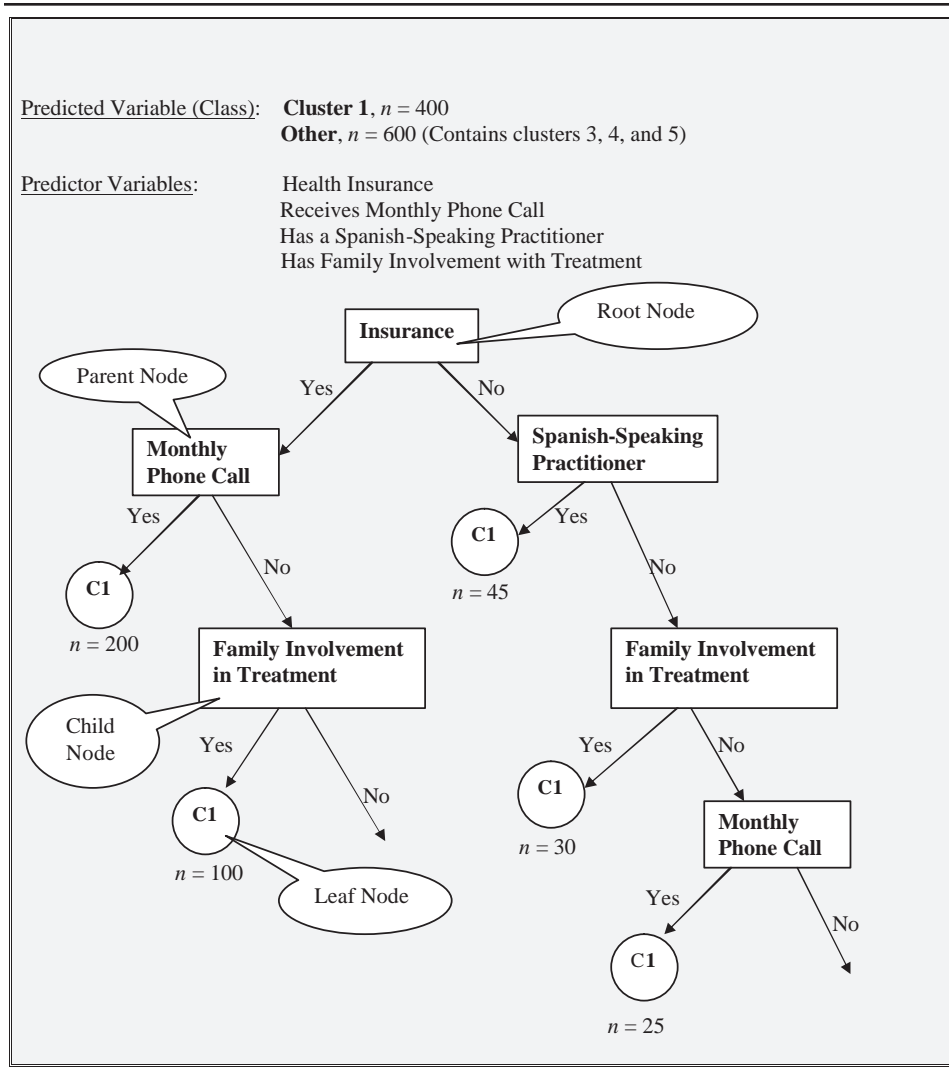 Predicted Variable (Class): Cluster 1, n = 400
Other, n = 600 (Contains clusters 3, 4, and 5)
Predictor Variables: Health Insurance
Receives Monthly Phone Call
Has a Spanish-Speaking Practitioner
Has Family Involvement with Treatment
Root Node
Insurance
Parent Node
Yes
No
Monthly
Phone Call
Spanish-Speaking
Practitioner
Yes
No
C1
n = 200
Yes
No
C1
n = 45
Family Involvement
in Treatment
Family Involvement
in Treatment
Child
Node
Yes
No
C1
n = 100
Leaf Node
Yes
No
C1
n = 30
Monthly
Phone Call
Yes
No
C1
n = 25